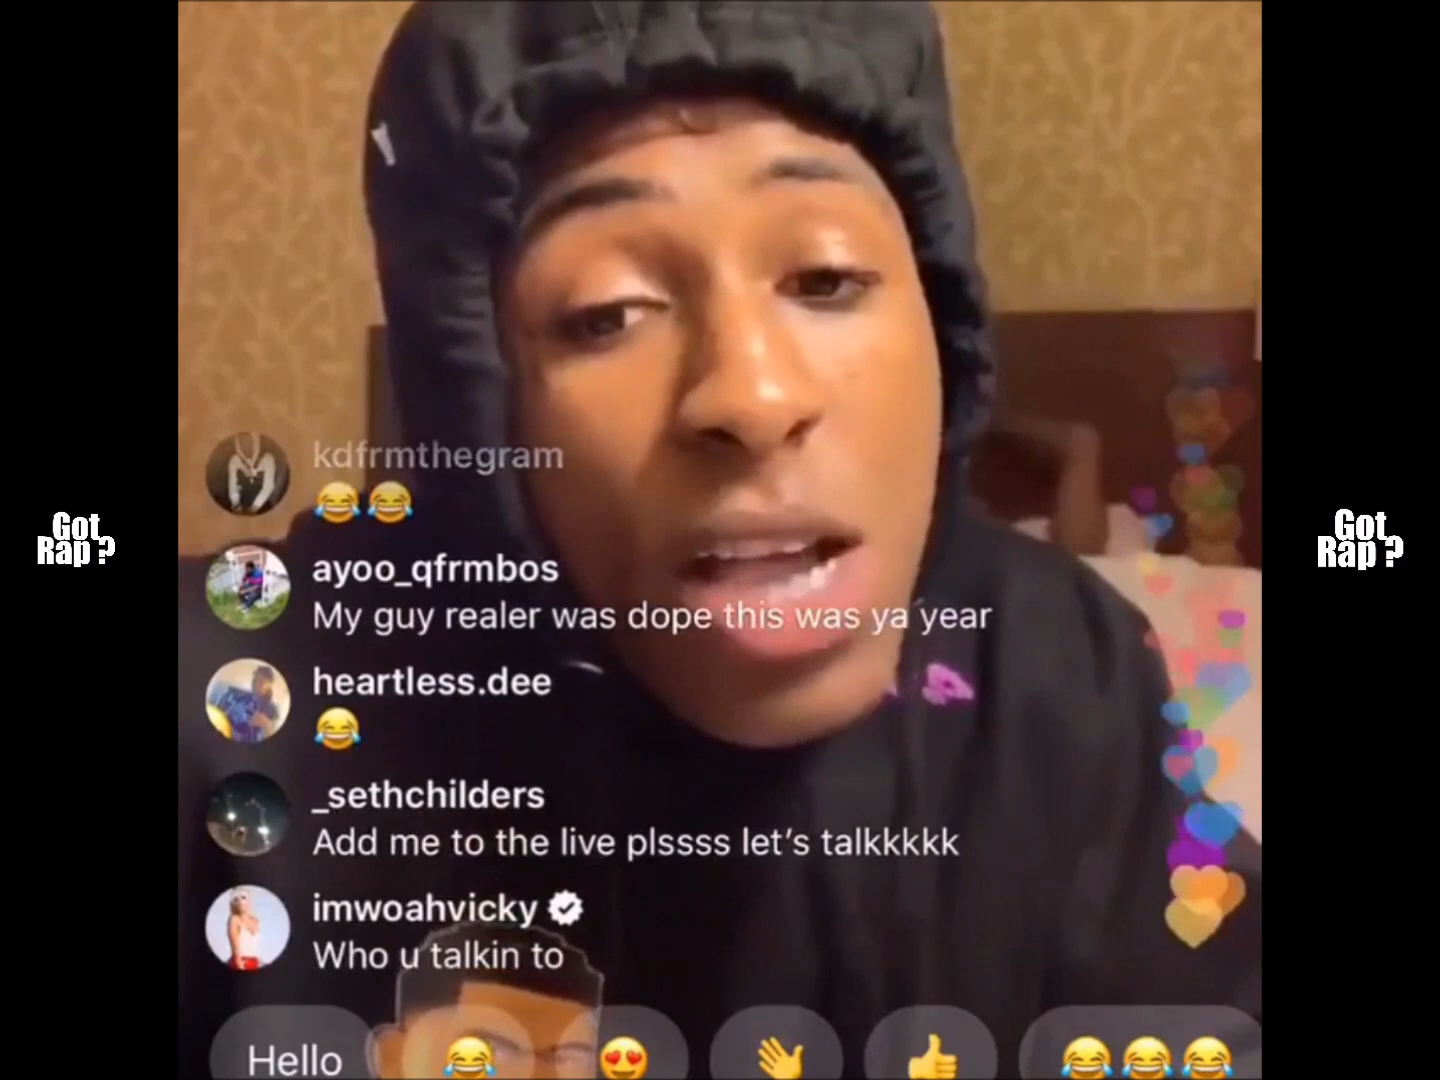 kdfrmthegram
😂😂
ayoo_qfrmbos
My guy realer was dope this was ya year
heartless.dee
😂
_sethchilders
Add me to the live plssss let’s talkkkkk
imwoahvicky
Who u talkin to
Hello 😂 😍 👋 👍 😂😂😂
Got
Rap ?
Got
Rap ?